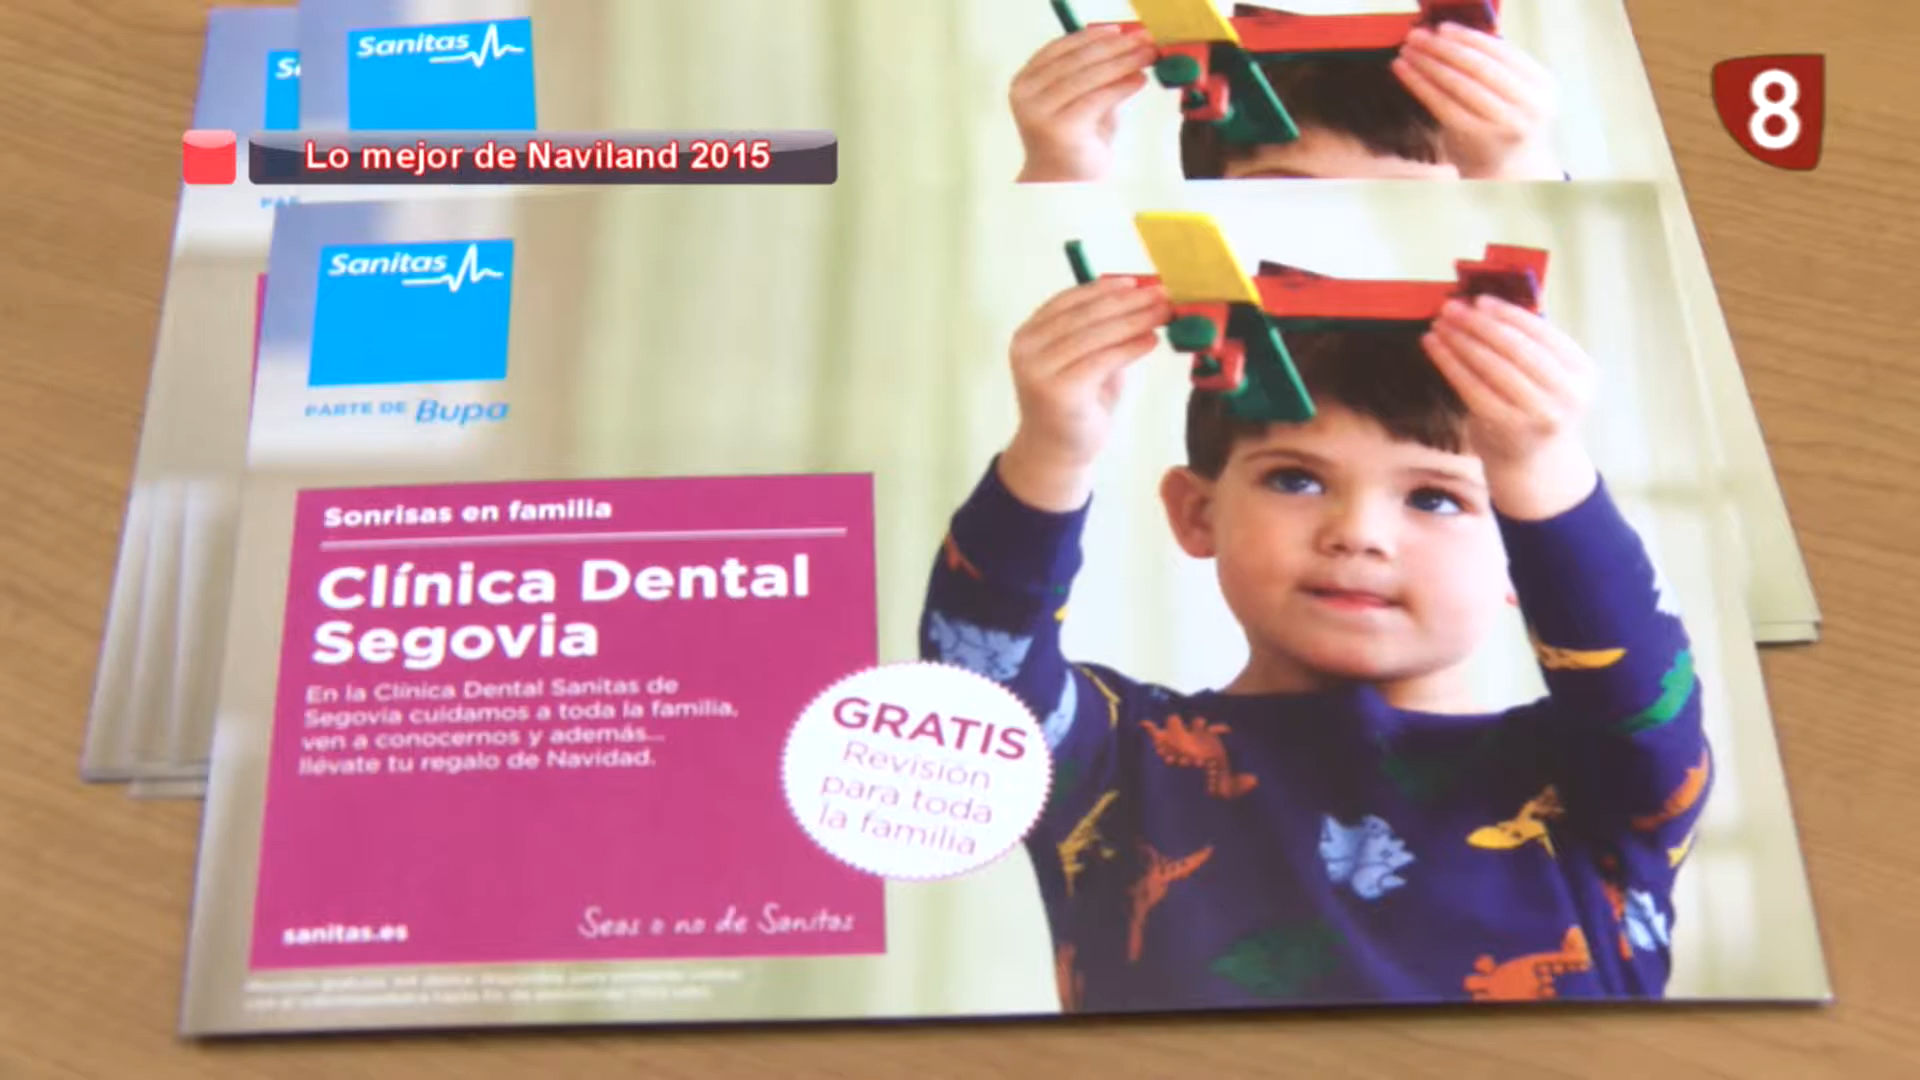 Sanitas
8
Lo mejor de Naviland 2015
Sanitas
PARTE DE Bupa
Sonrisas en familia
Clínica Dental
Segovia
En la Clínica Dental Sanitas de
Segovia cuidamos a toda la familia,
ven a conocernos y además...
llévate tu regalo de Navidad.
GRATIS
Revisión
para toda
la familia
sanitas.es
Seas o no de Sanitas